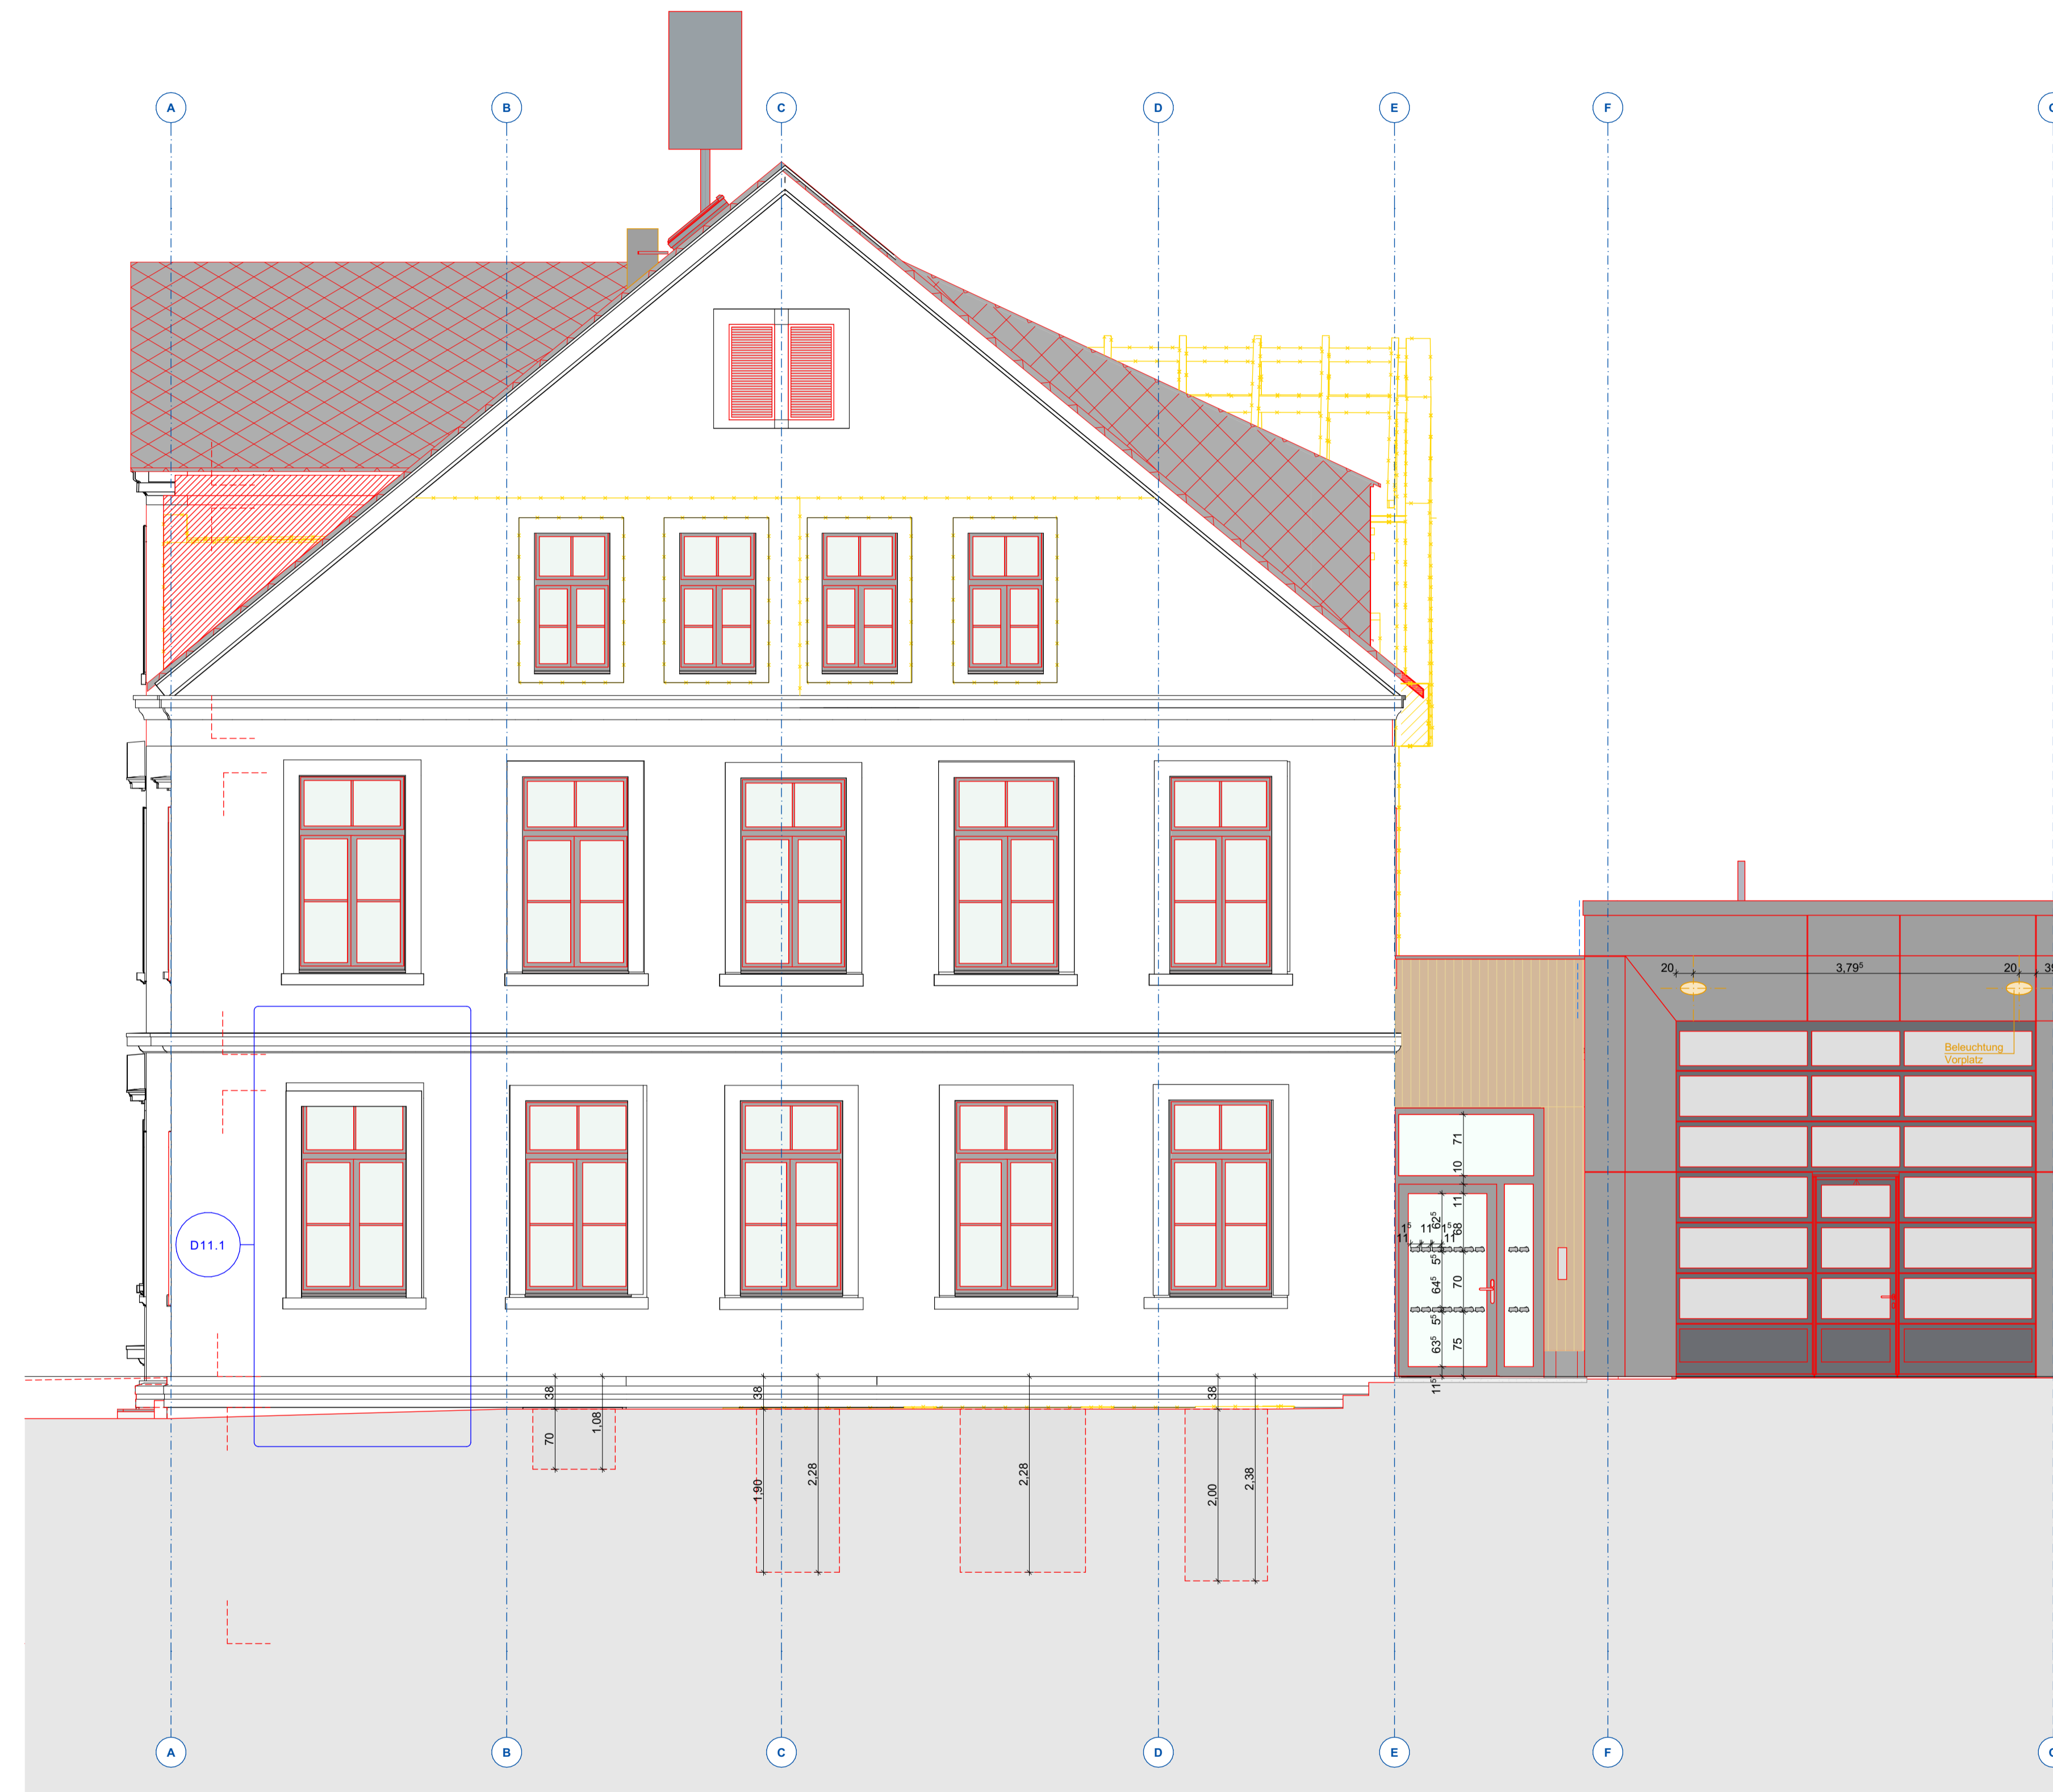 A B C D E F
20 3,79⁵ 20
Beleuchtung
Vorplatz
71
10
11
62⁵ 68
1⁵ 11 1⁵
11 11
5⁵
64⁵ 70
5⁵
63⁵ 75
11⁵
D11.1
38 38 38
70 1,08
1,90 2,28
2,28
2,00 2,38
A B C D E F